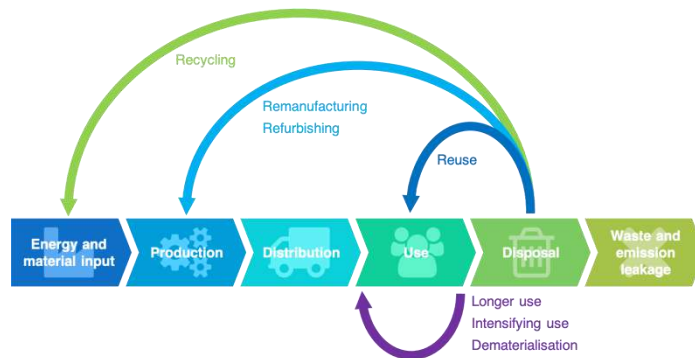 Recycling
Remanufacturing
Refurbishing
Reuse
Energy and
material input
Production
Distribution
Use
Disposal
Waste and
emission
leakage
Longer use
Intensifying use
Dematerialisation